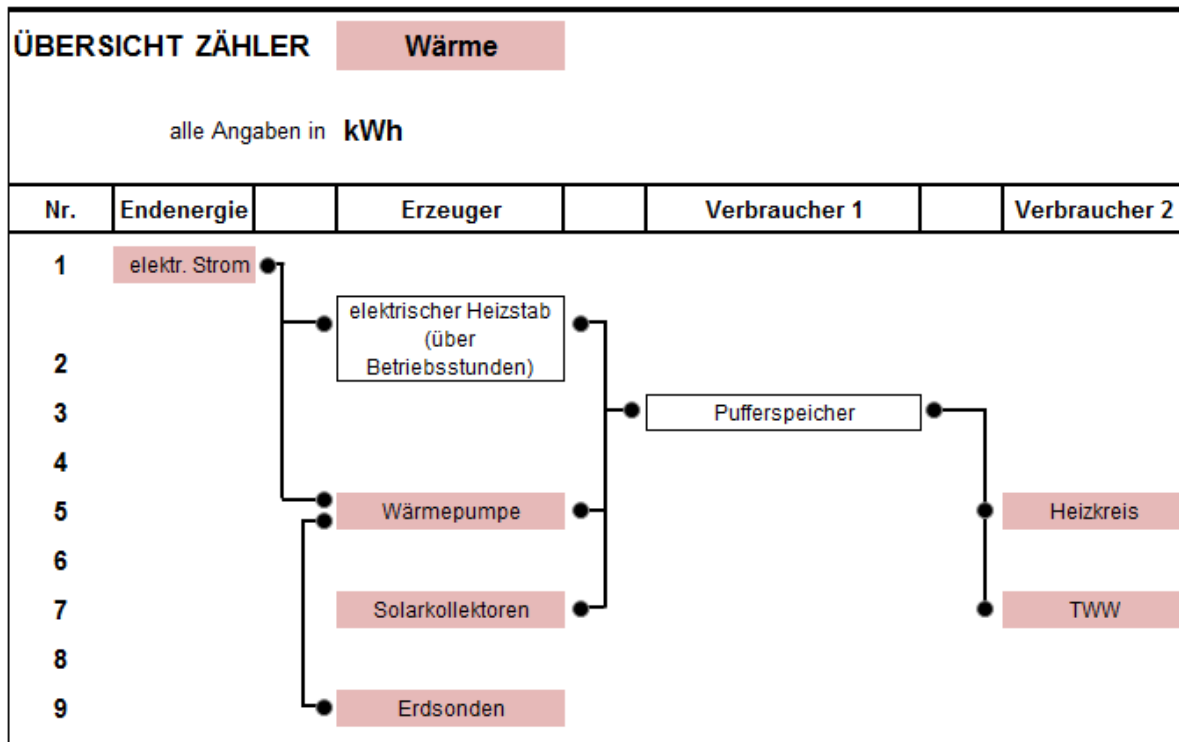 ÜBERSICHT ZÄHLER Wärme
alle Angaben in kWh
Nr. Endenergie Erzeuger Verbraucher 1 Verbraucher 2
1 elektr. Strom
elektrischer Heizstab
(über
2 Betriebsstunden)
3 Pufferspeicher
4
5 Wärmepumpe Heizkreis
6
7 Solarkollektoren TWW
8
9 Erdsonden